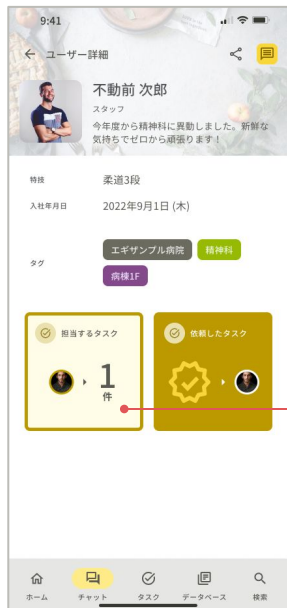 9:41
ユーザー詳細
不動前 次郎
スタッフ
今年度から精神科に異動しました。新鮮な
気持ちでゼロから頑張ります！
特技 柔道3段
入社年月日 2022年9月1日 (木)
タグ エギザンプル病院 精神科
病棟1F
担当するタスク 依頼したタスク
1
件
ホーム チャット タスク データベース 検索